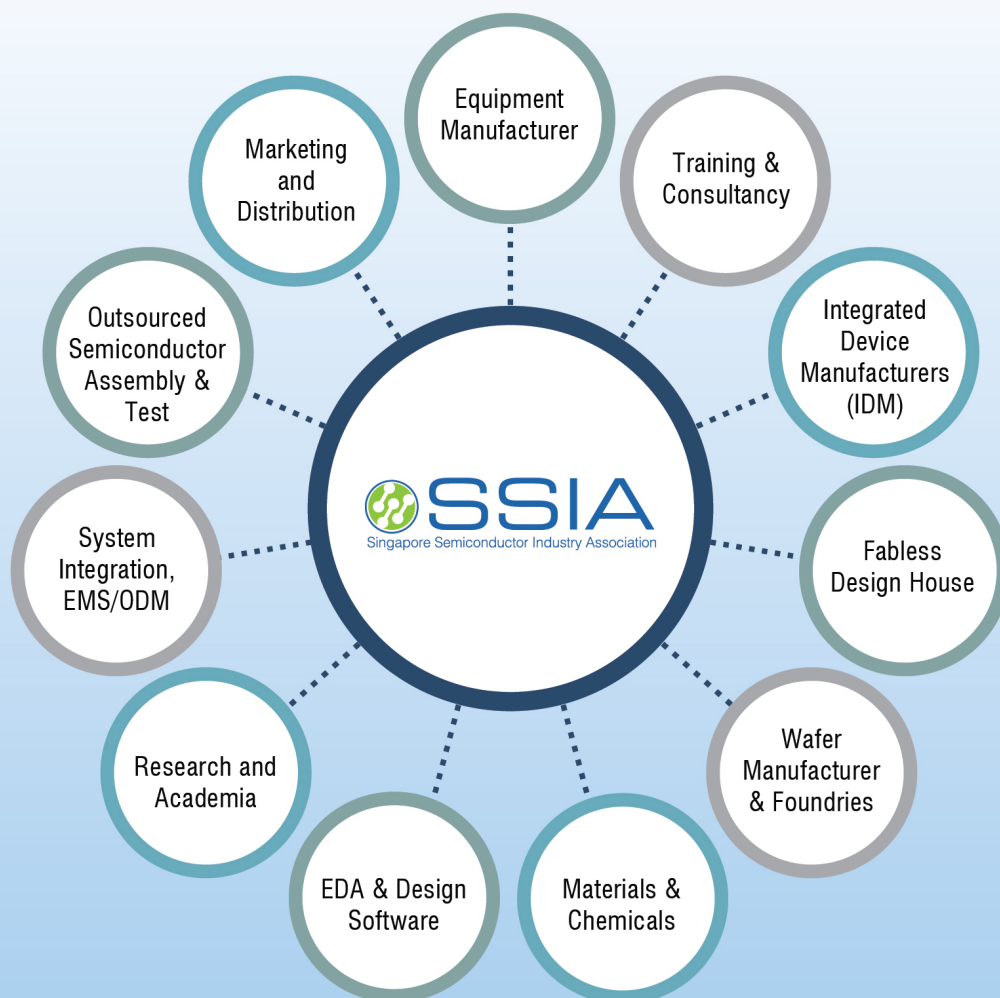 Equipment
Manufacturer
Training &
Consultancy
Integrated
Device
Manufacturers
(IDM)
Fabless
Design House
Wafer
Manufacturer
& Foundries
Materials &
Chemicals
EDA & Design
Software
Research and
Academia
System
Integration,
EMS/ODM
Outsourced
Semiconductor
Assembly &
Test
Marketing
and
Distribution
SSIA
Singapore Semiconductor Industry Association